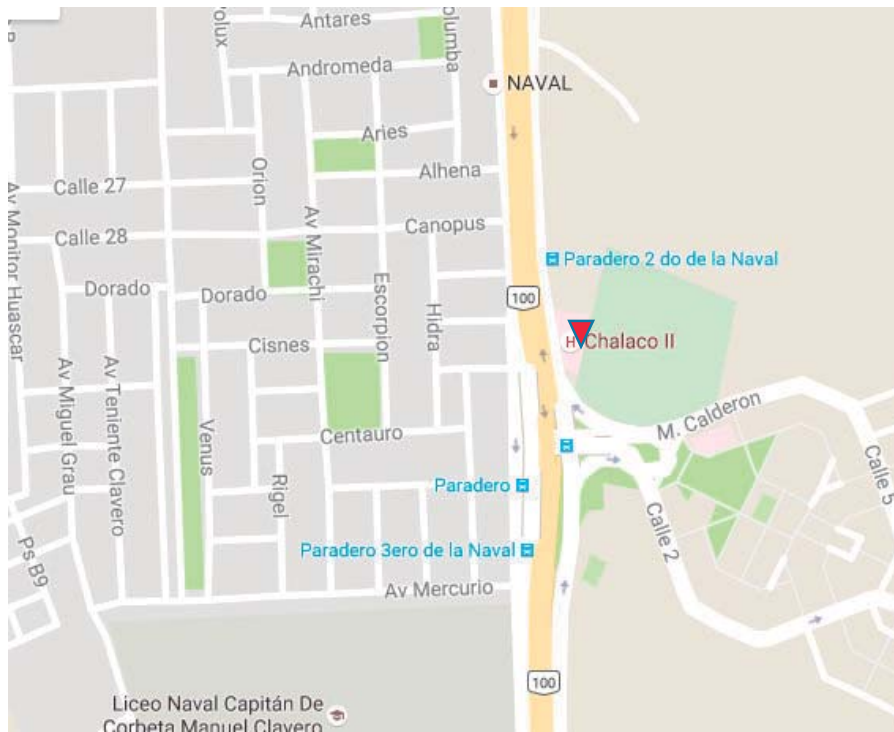 Antares
Polux
olumba
Andromeda
NAVAL
Aries
Orion
Alhena
Calle 27
Av Monitor Huascar
Av Mirachi
Canopus
Calle 28
Paradero 2 do de la Naval
Escorpion
Dorado
Dorado
Hidra
100
Cisnes
H
Chalaco II
Av Miguel Grau
Av Teniente Clavero
Venus
M. Calderon
Centauro
Rigel
Calle 5
Paradero
Calle 2
Ps B9
Paradero 3ero de la Naval
Av Mercurio
100
Liceo Naval Capitán De
Corbeta Manuel Clavero